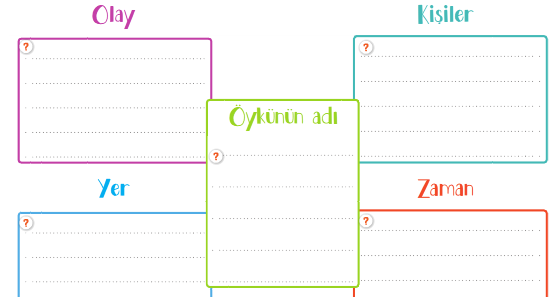 Olay
Kişiler
?
?
Öykünün adı
?
Yer
Zaman
?
?